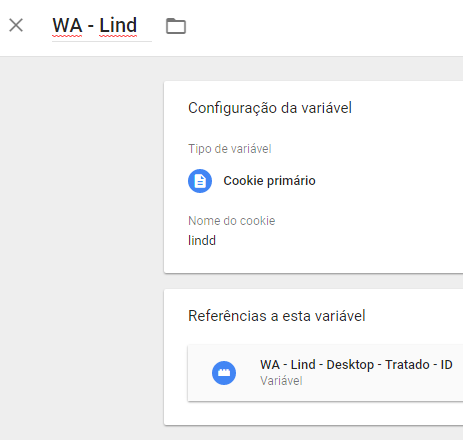 WA - Lind
Configuração da variável
Tipo de variável
Cookie primário
Nome do cookie
lindd
Referências a esta variável
WA - Lind - Desktop - Tratado - ID
Variável